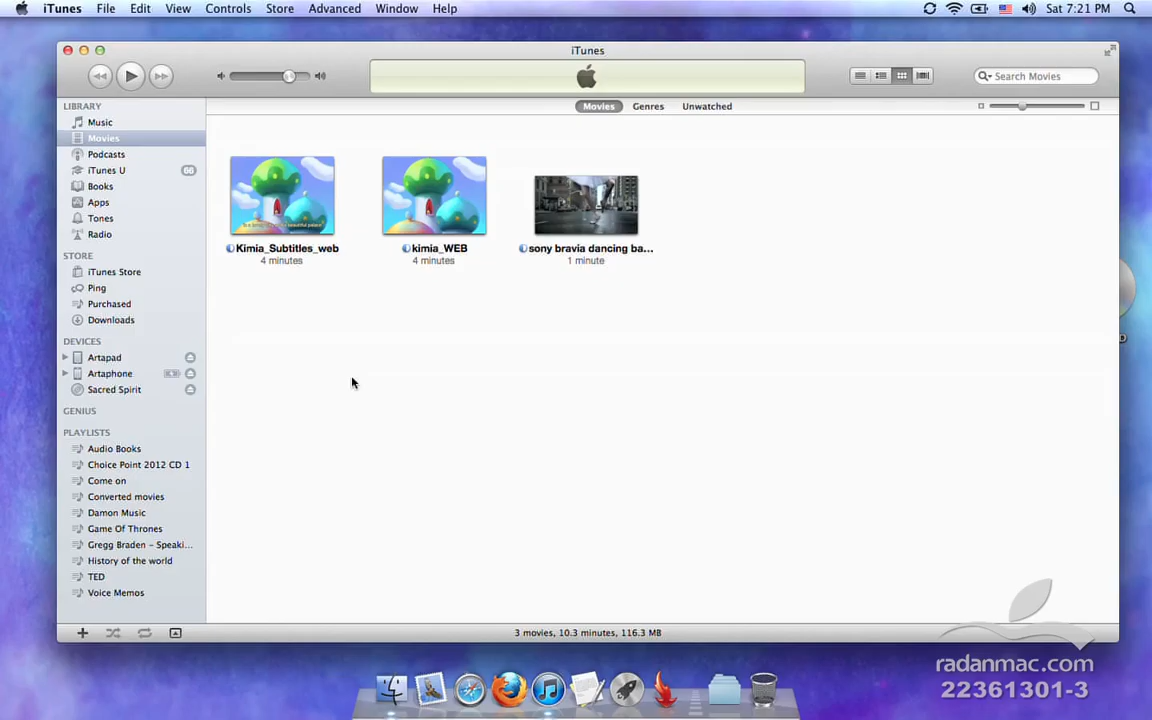 iTunes File Edit View Controls Store Advanced Window Help Sat 7:21 PM
iTunes
Search Movies
LIBRARY
Movies Genres Unwatched
Music
Movies
Podcasts
iTunes U 66
Books
Apps
Tones
Radio
Kimia_Subtitles_web kimia_WEB sony bravia dancing ba...
4 minutes 4 minutes 1 minute
STORE
iTunes Store
Ping
Purchased
Downloads
DEVICES
Artapad
Artaphone
Sacred Spirit
GENIUS
PLAYLISTS
Audio Books
Choice Point 2012 CD 1
Come on
Converted movies
Damon Music
Game Of Thrones
Gregg Braden – Speaki...
History of the world
TED
Voice Memos
3 movies, 10.3 minutes, 116.3 MB
radanmac.com
22361301-3